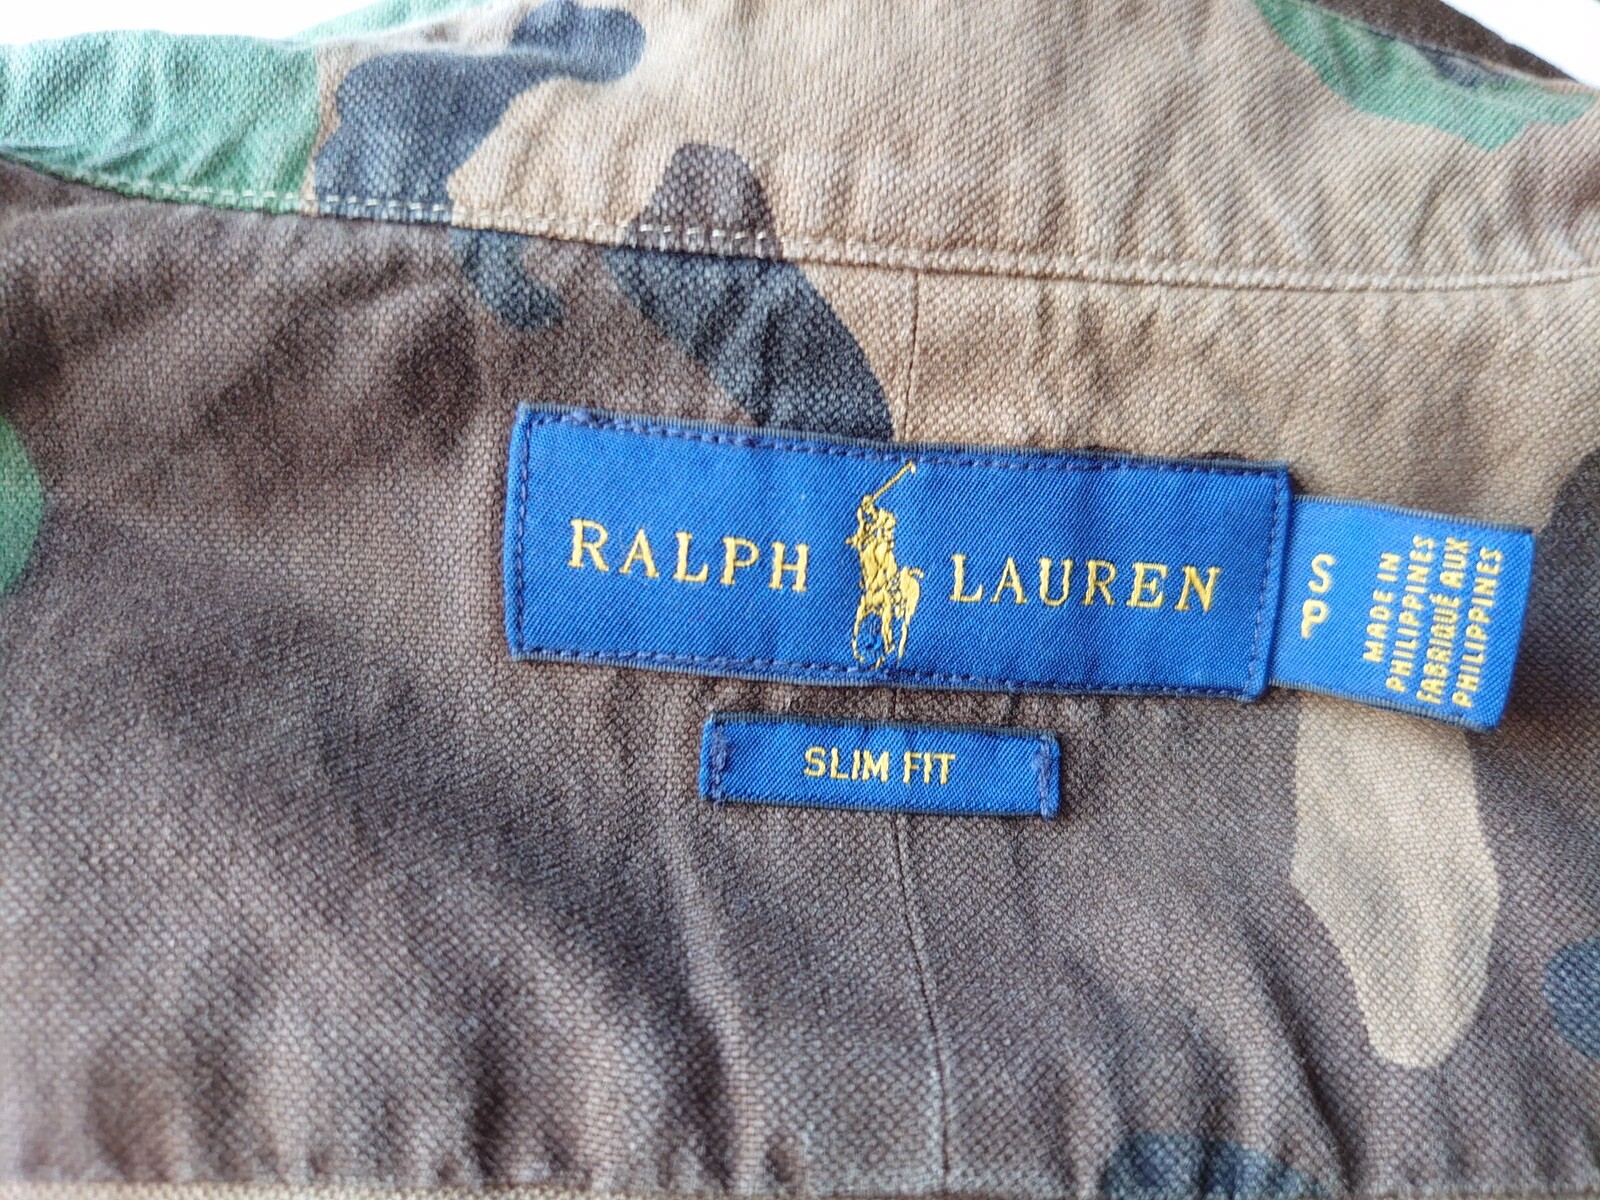 RALPH LAUREN
S
P
MADE IN
PHILIPPINES
FABRIQUÉ AUX
PHILIPPINES
SLIM FIT